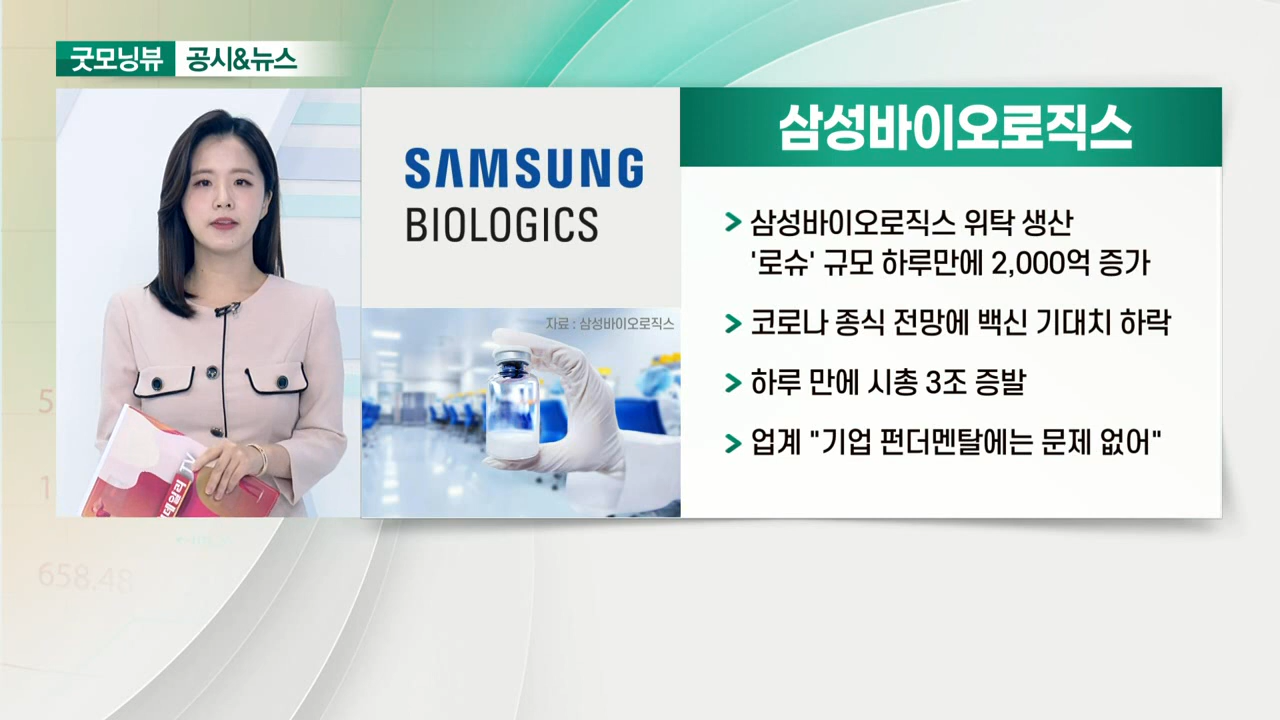 굿모닝뷰 공시&뉴스
삼성바이오로직스
SAMSUNG
BIOLOGICS
자료 : 삼성바이오로직스
삼성바이오로직스 위탁 생산
'로슈' 규모 하루만에 2,000억 증가
코로나 종식 전망에 백신 기대치 하락
하루 만에 시총 3조 증발
업계 "기업 펀더멘탈에는 문제 없어"
데일리 TV
658.48